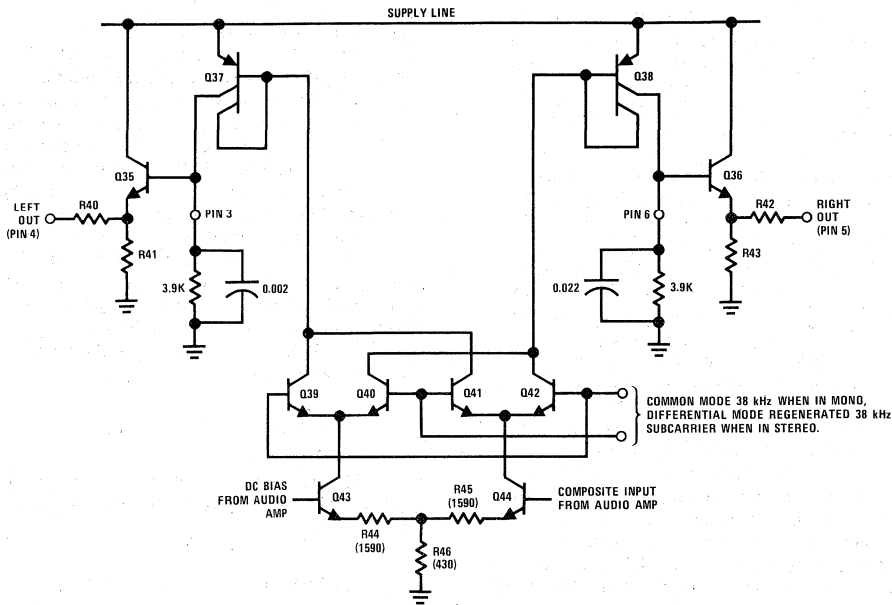 SUPPLY LINE
Q37
Q38
Q35
Q36
LEFT
OUT
(PIN 4)
R40
R41
PIN 3
3.9K
0.002
PIN 6
0.022
3.9K
R42
R43
RIGHT
OUT
(PIN 5)
Q39
Q40
Q41
Q42
COMMON MODE 38 kHz WHEN IN MONO,
DIFFERENTIAL MODE REGENERATED 38 kHz
SUBCARRIER WHEN IN STEREO.
DC BIAS
FROM AUDIO
AMP
Q43
R44
(1590)
R45
(1590)
Q44
COMPOSITE INPUT
FROM AUDIO AMP
R46
(430)